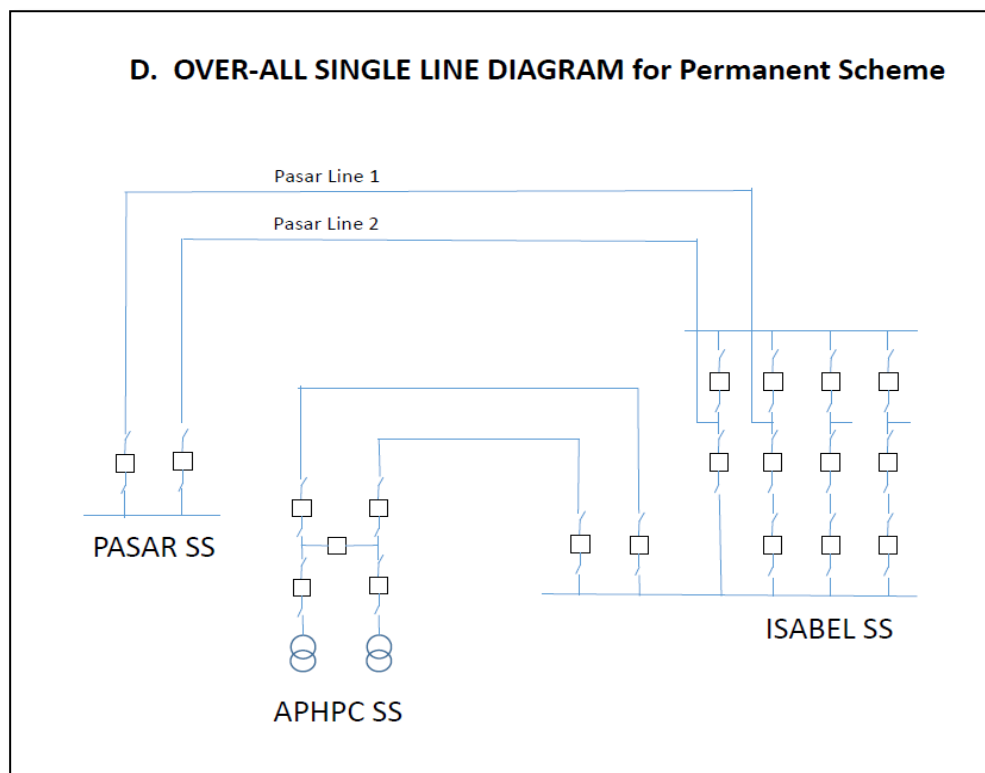 D. OVER-ALL SINGLE LINE DIAGRAM for Permanent Scheme
Pasar Line 1
Pasar Line 2
PASAR SS
ISABEL SS
APHPC SS